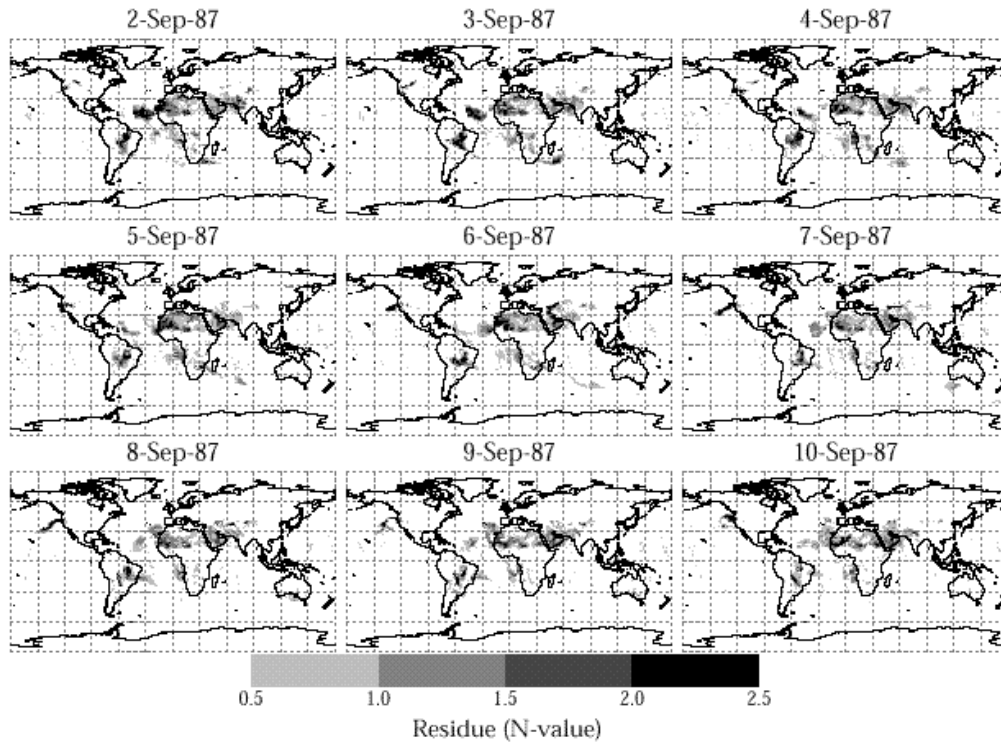 2-Sep-87 3-Sep-87 4-Sep-87
5-Sep-87 6-Sep-87 7-Sep-87
8-Sep-87 9-Sep-87 10-Sep-87
0.5 1.0 1.5 2.0 2.5
Residue (N-value)